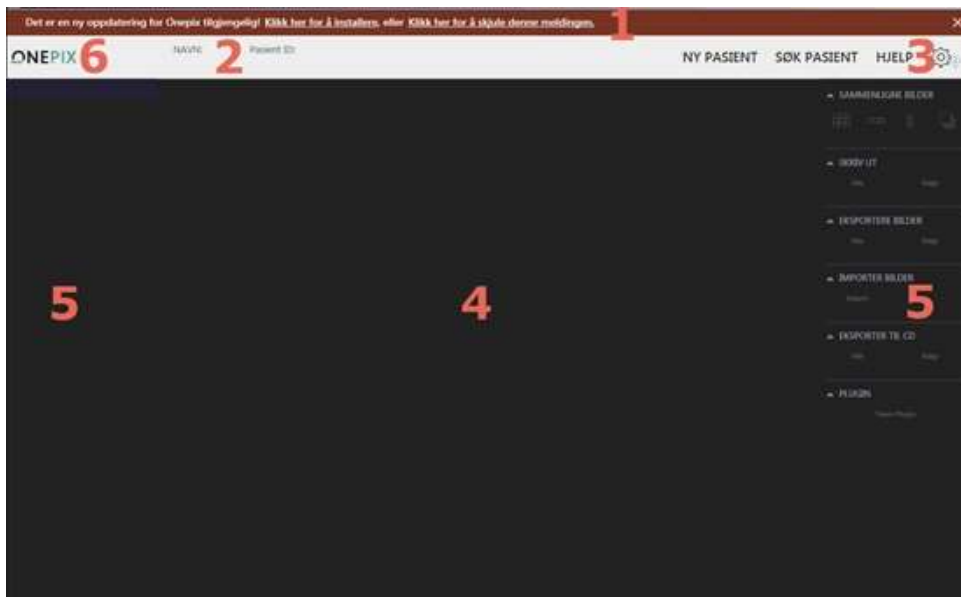 Det er en ny oppdatering for Onepix tilgjengelig! Klikk her for å installere, eller Klikk her for å skjule denne meldingen.
1
ONEPIX 6 NAVN: 2 Pasient ID: NY PASIENT SØK PASIENT HJELP 3
SAMMENLIGNE BILDER
SKRIV UT
EKSPORTERE BILDER
5 4 5
IMPORTER BILDER
EKSPORTER TIL CD
PLUGIN